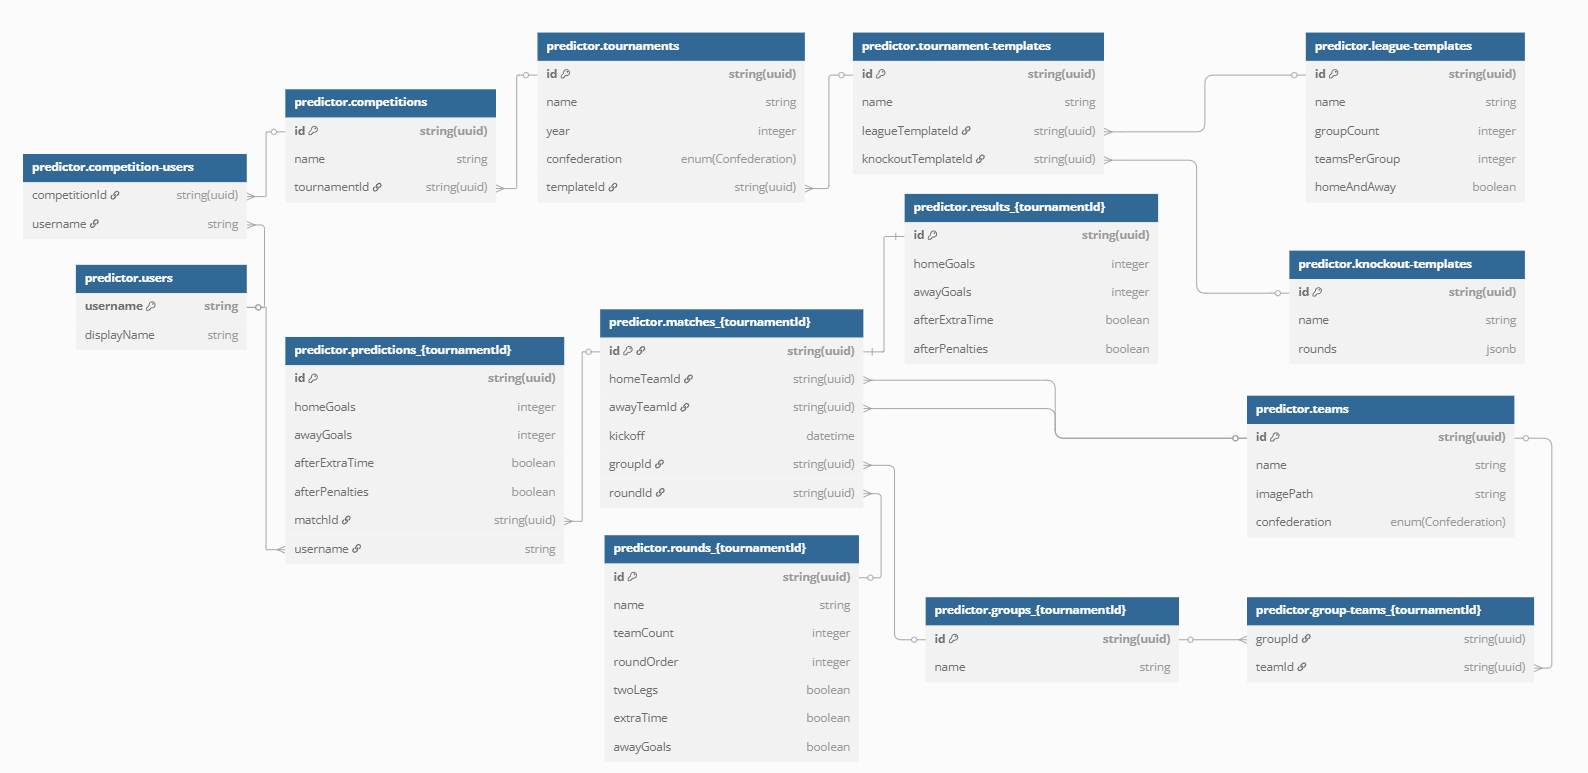 predictor.tournaments
id string(uuid)
name string
year integer
confederation enum(Confederation)
templateId string(uuid)
predictor.tournament-templates
id string(uuid)
name string
leagueTemplateId string(uuid)
knockoutTemplateId string(uuid)
predictor.league-templates
id string(uuid)
name string
groupCount integer
teamsPerGroup integer
homeAndAway boolean
predictor.competitions
id string(uuid)
name string
tournamentId string(uuid)
predictor.competition-users
competitionId string(uuid)
username string
predictor.results_{tournamentId}
id string(uuid)
homeGoals integer
awayGoals integer
afterExtraTime boolean
afterPenalties boolean
predictor.knockout-templates
id string(uuid)
name string
rounds jsonb
predictor.users
username string
displayName string
predictor.matches_{tournamentId}
id string(uuid)
homeTeamId string(uuid)
awayTeamId string(uuid)
kickoff datetime
groupId string(uuid)
roundId string(uuid)
predictor.predictions_{tournamentId}
id string(uuid)
homeGoals integer
awayGoals integer
afterExtraTime boolean
afterPenalties boolean
matchId string(uuid)
username string
predictor.teams
id string(uuid)
name string
imagePath string
confederation enum(Confederation)
predictor.rounds_{tournamentId}
id string(uuid)
name string
teamCount integer
roundOrder integer
twoLegs boolean
extraTime boolean
awayGoals boolean
predictor.groups_{tournamentId}
id string(uuid)
name string
predictor.group-teams_{tournamentId}
groupId string(uuid)
teamId string(uuid)